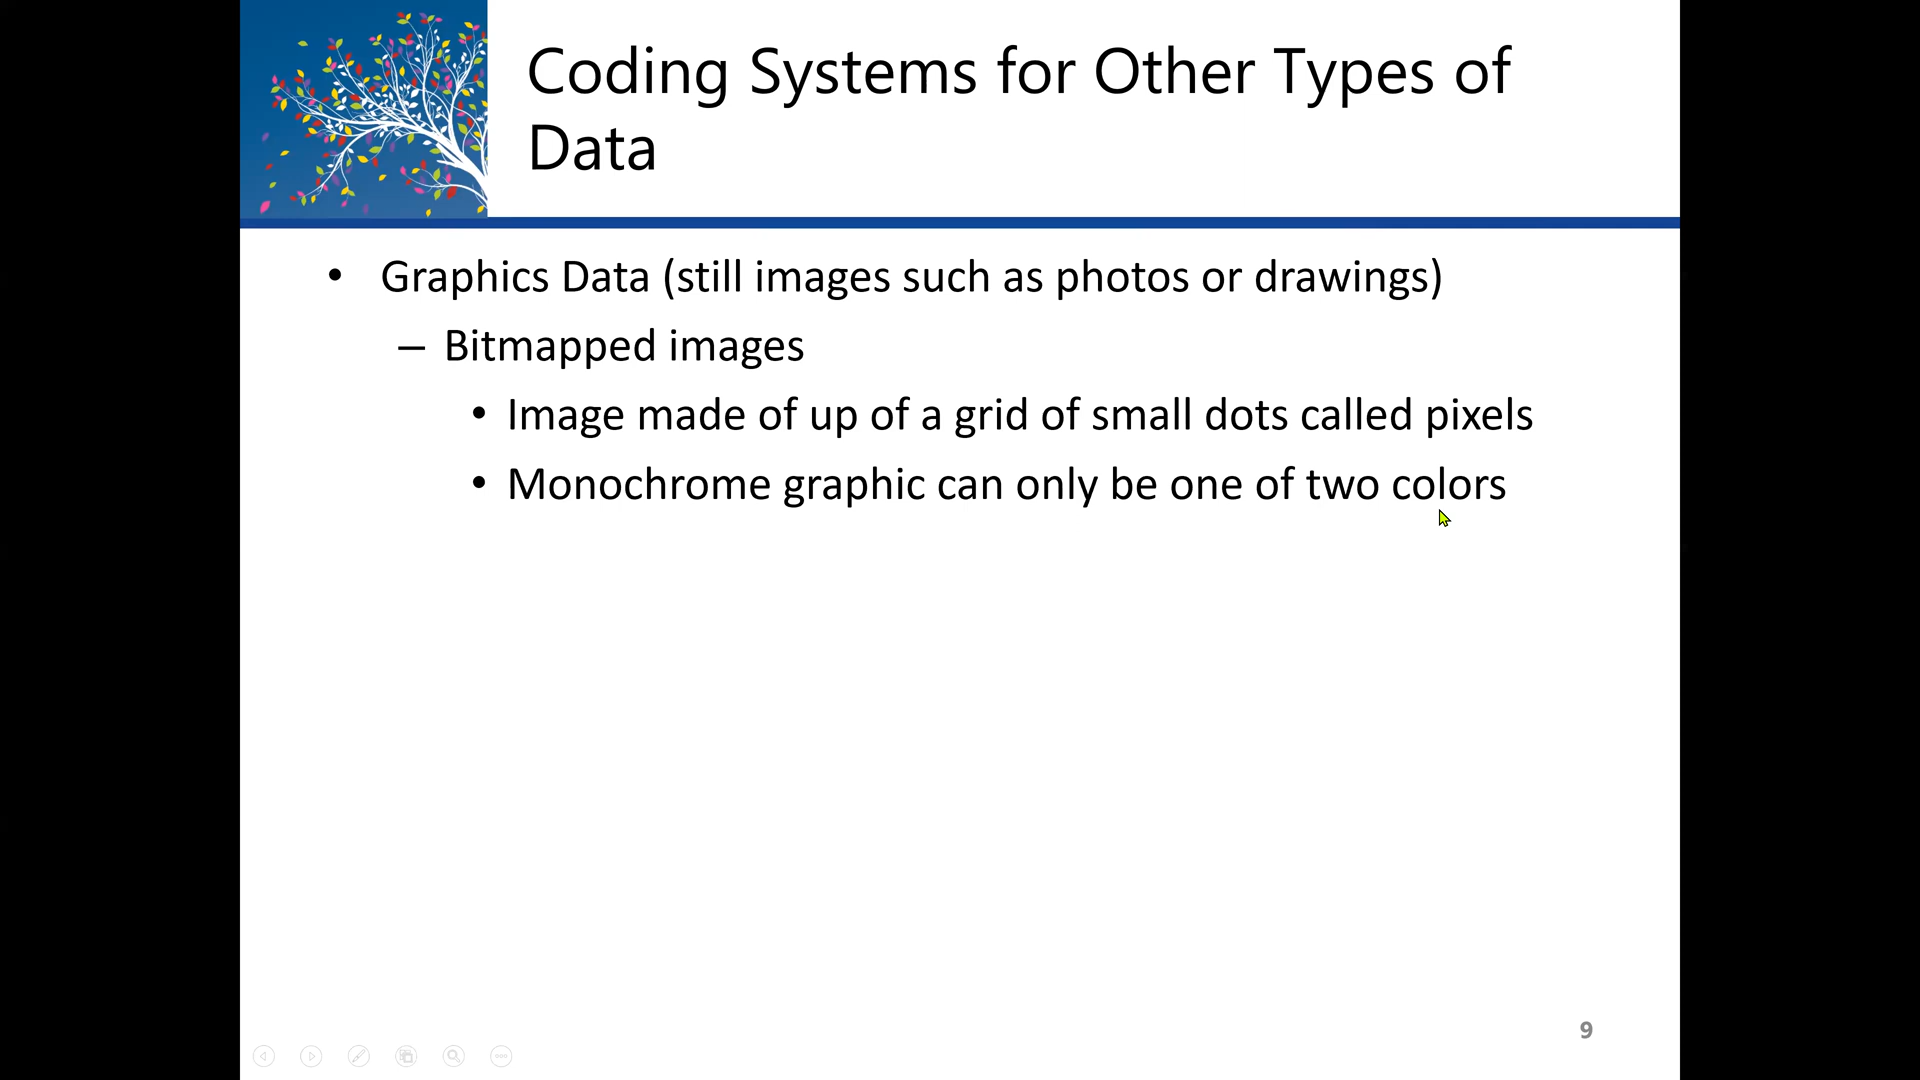 Coding Systems for Other Types of
Data
• Graphics Data (still images such as photos or drawings)
– Bitmapped images
• Image made of up of a grid of small dots called pixels
• Monochrome graphic can only be one of two colors
9